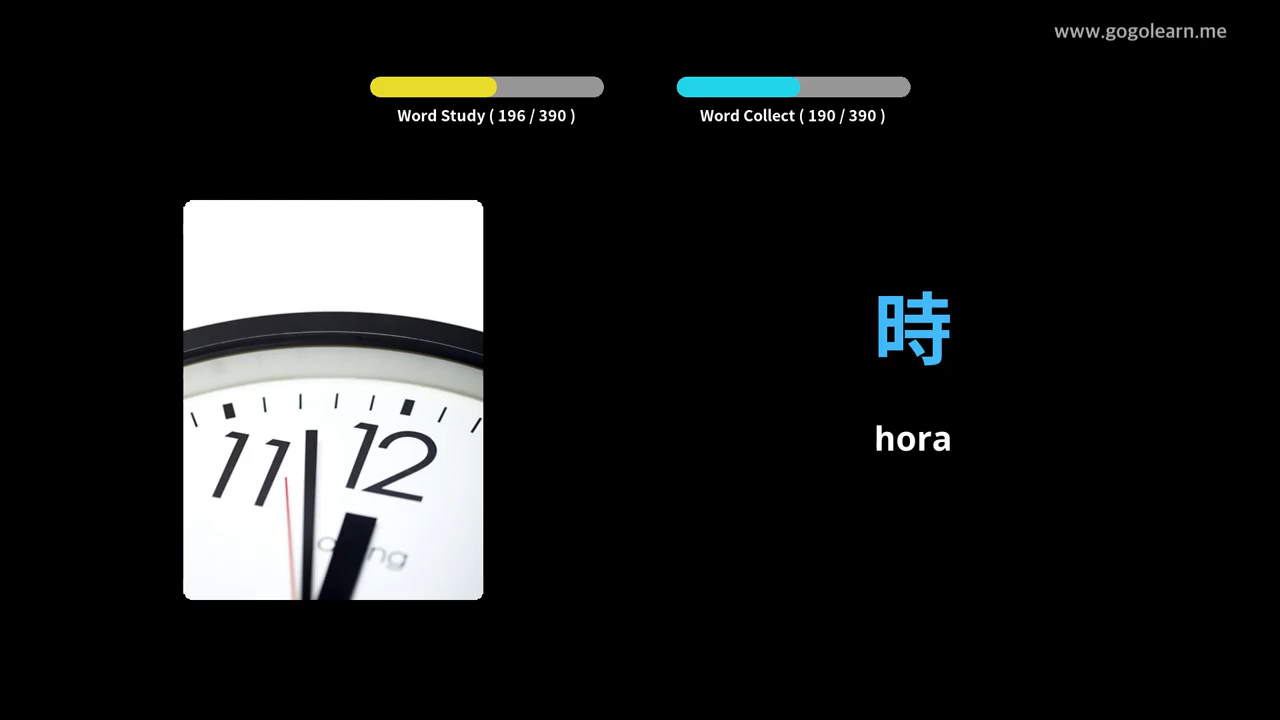 www.gogolearn.me
Word Study ( 196 / 390 )
Word Collect ( 190 / 390 )
11
12
時
hora